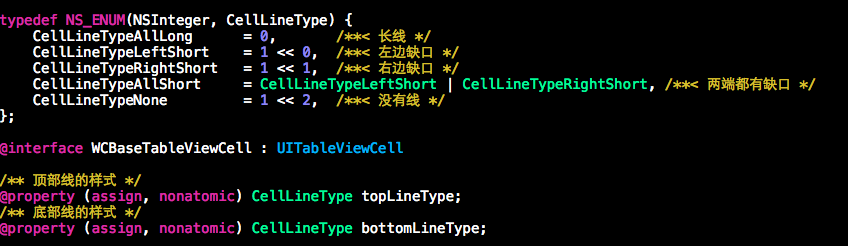 typedef NS_ENUM(NSInteger, CellLineType) {
    CellLineTypeAllLong      = 0,       /**< 长线 */
    CellLineTypeLeftShort    = 1 << 0,  /**< 左边缺口 */
    CellLineTypeRightShort   = 1 << 1,  /**< 右边缺口 */
    CellLineTypeAllShort     = CellLineTypeLeftShort | CellLineTypeRightShort, /**< 两端都有缺口 */
    CellLineTypeNone         = 1 << 2,  /**< 没有线 */
};
@interface WCBaseTableViewCell : UITableViewCell
/** 顶部线的样式 */
@property (assign, nonatomic) CellLineType topLineType;
/** 底部线的样式 */
@property (assign, nonatomic) CellLineType bottomLineType;